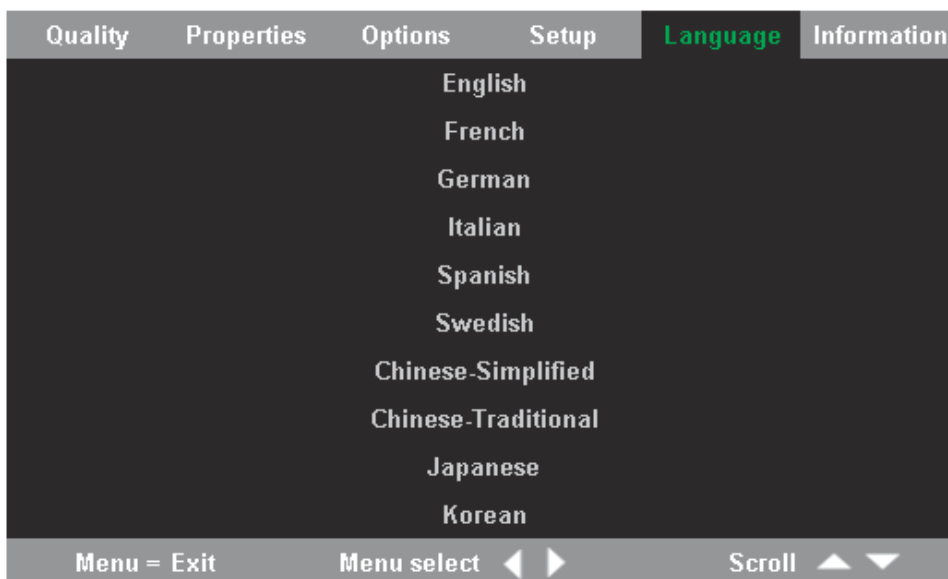 Quality Properties Options Setup Language Information
English
French
German
Italian
Spanish
Swedish
Chinese-Simplified
Chinese-Traditional
Japanese
Korean
Menu = Exit Menu select Scroll